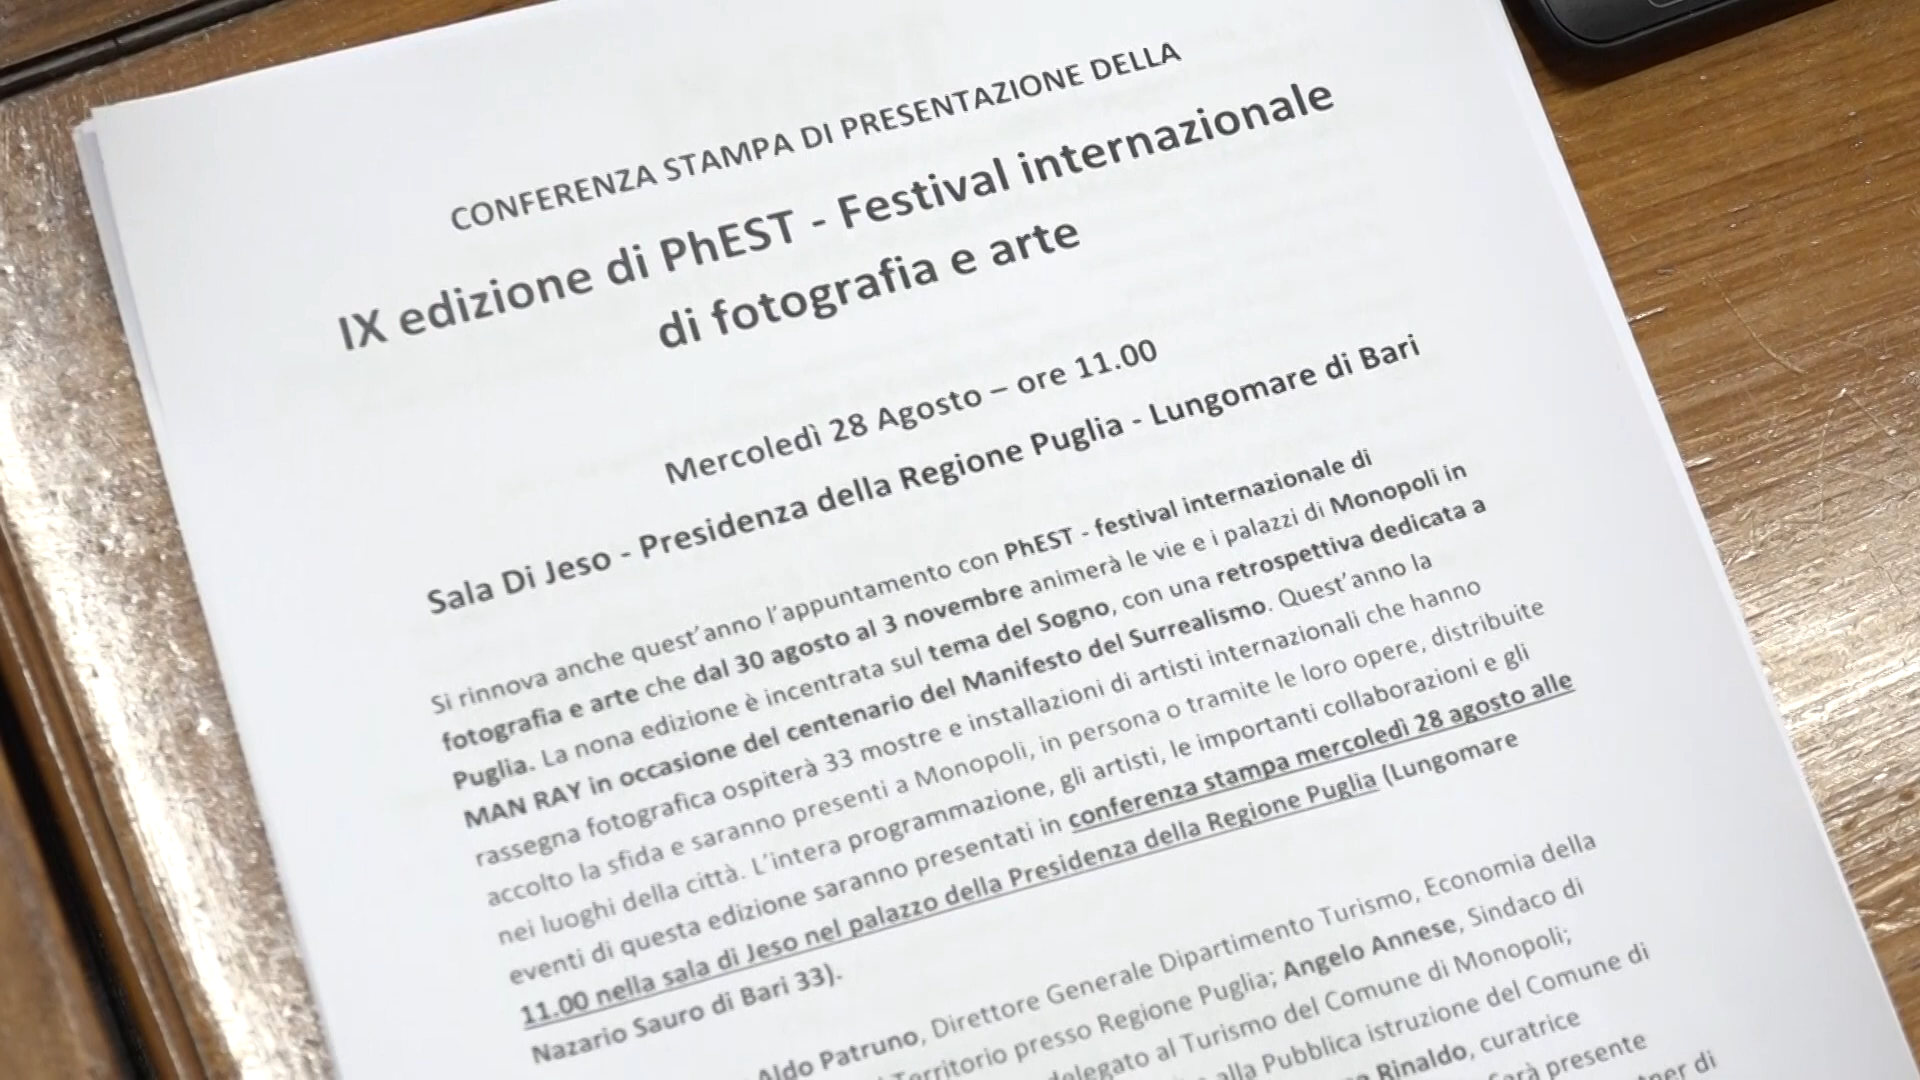 CONFERENZA STAMPA DI PRESENTAZIONE DELLA
IX edizione di PhEST - Festival internazionale
di fotografia e arte
Mercoledì 28 Agosto – ore 11.00
Sala Di Jeso - Presidenza della Regione Puglia - Lungomare di Bari
Si rinnova anche quest'anno l'appuntamento con PhEST - festival internazionale di
fotografia e arte che dal 30 agosto al 3 novembre animerà le vie e i palazzi di Monopoli in
Puglia. La nona edizione è incentrata sul tema del Sogno, con una retrospettiva dedicata a
MAN RAY in occasione del centenario del Manifesto del Surrealismo. Quest'anno la
rassegna fotografica ospiterà 33 mostre e installazioni di artisti internazionali che hanno
accolto la sfida e saranno presenti a Monopoli, in persona o tramite le loro opere, distribuite
nei luoghi della città. L'intera programmazione, gli artisti, le importanti collaborazioni e gli
eventi di questa edizione saranno presentati in conferenza stampa mercoledì 28 agosto alle
11.00 nella sala di Jeso nel palazzo della Presidenza della Regione Puglia (Lungomare
Nazario Sauro di Bari 33).
Aldo Patruno, Direttore Generale Dipartimento Turismo, Economia della
Territorio presso Regione Puglia; Angelo Annese, Sindaco di
delegato al Turismo del Comune di Monopoli;
alla Pubblica istruzione del Comune di
Rinaldo, curatrice
presente
di